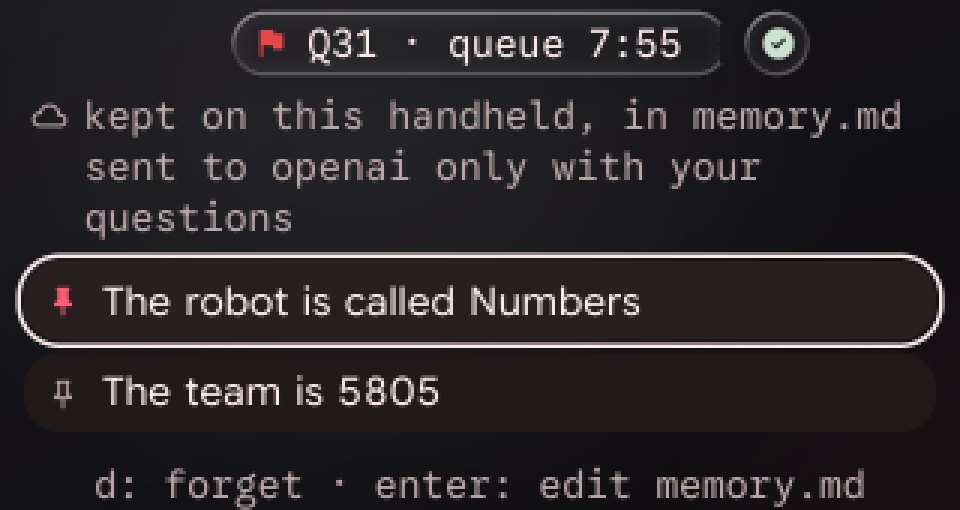 Q31 · queue 7:55
kept on this handheld, in memory.md
sent to openai only with your
questions
The robot is called Numbers
The team is 5805
d: forget · enter: edit memory.md